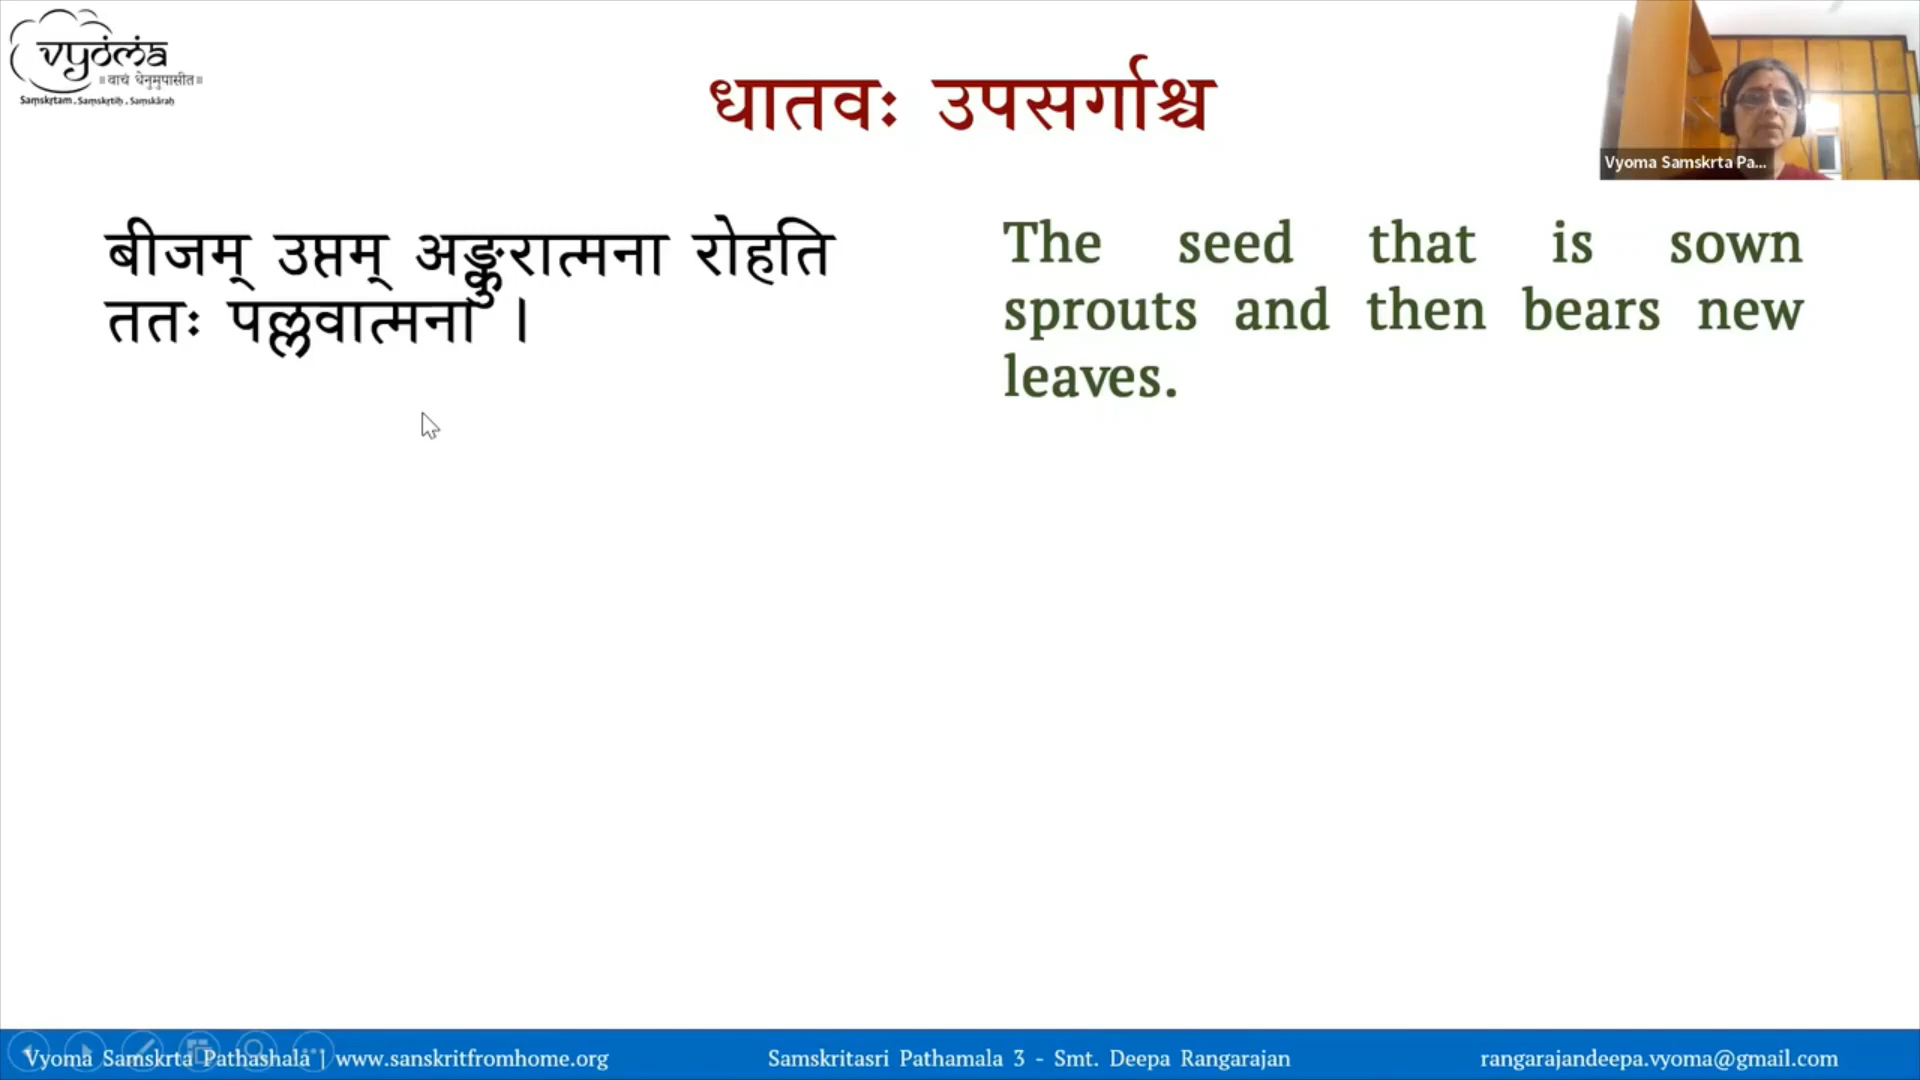 vyoma
॥वाचं धेनुमुपासीत॥
Saṃskṛtam . Saṃskṛtiḥ . Saṃskāraḥ
धातवः उपसर्गाश्च
Vyoma Samskrta Pa...
बीजम् उप्तम् अङ्कुरात्मना रोहति
ततः पल्लवात्मना ।
The seed that is sown
sprouts and then bears new
leaves.
Vyoma Samskrta Pathashala | www.sanskritfromhome.org
Samskritasri Pathamala 3 - Smt. Deepa Rangarajan
rangarajandeepa.vyoma@gmail.com